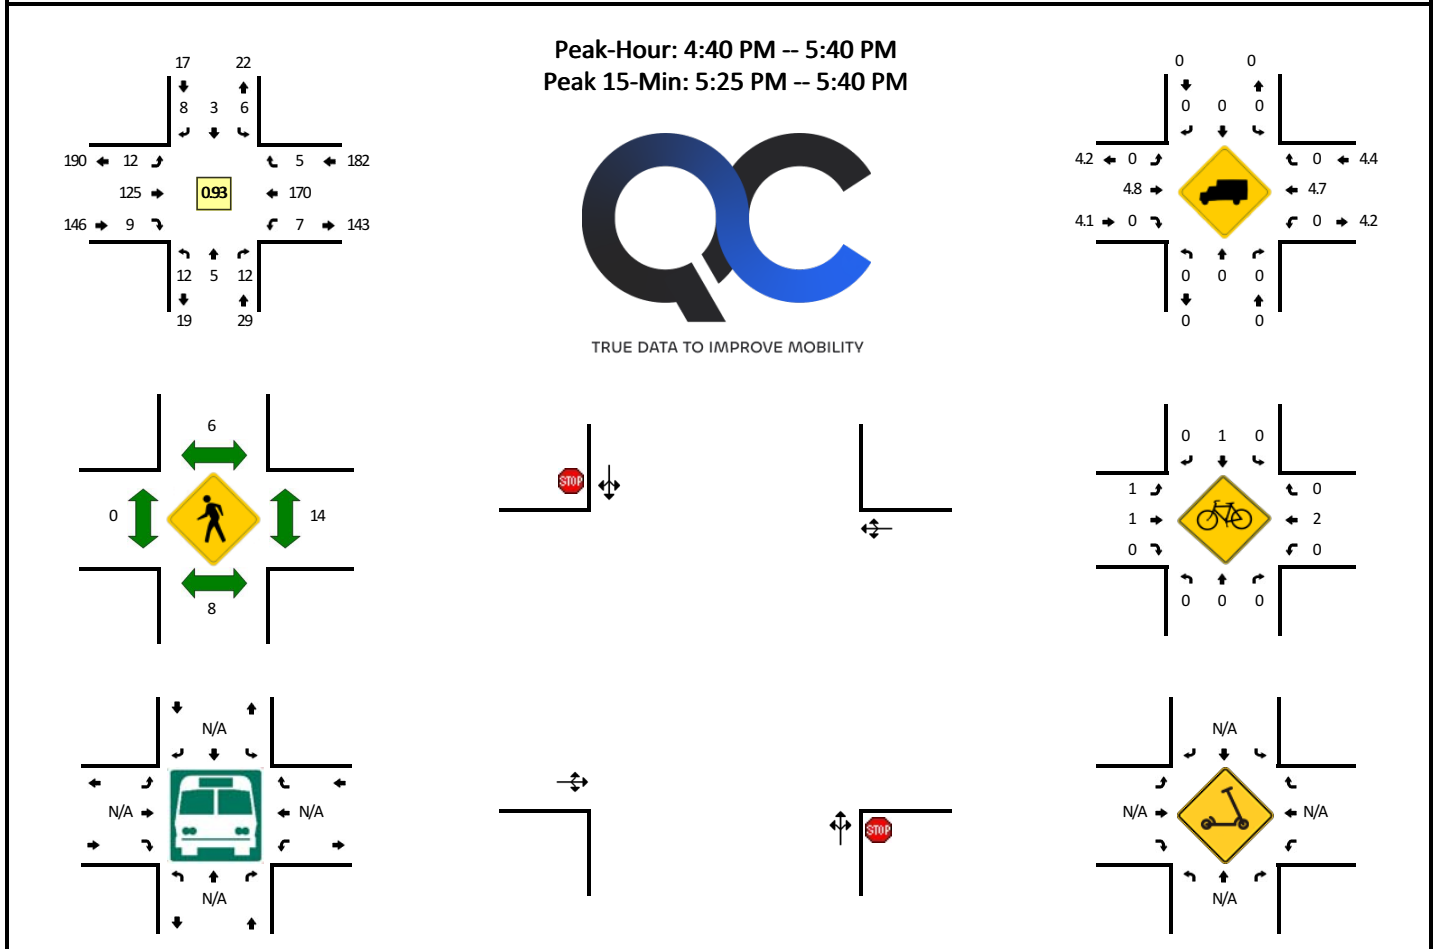 Peak-Hour: 4:40 PM -- 5:40 PM
Peak 15-Min: 5:25 PM -- 5:40 PM
17 22
8 3 6
190 12 5 182
125 0.93 170
146 9 7 143
12 5 12
19 29
QC
TRUE DATA TO IMPROVE MOBILITY
0 0
0 0 0
4.2 0 0 4.4
4.8 4.7
4.1 0 0 4.2
0 0 0
0 0
6
0 14
8
STOP
STOP
0 1 0
1 0
1 2
0 0
0 0 0
N/A
N/A N/A
N/A
N/A
N/A N/A
N/A